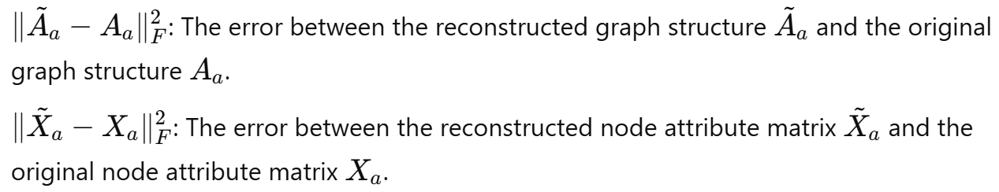 $\|\tilde{A}_a - A_a\|_F^2$: The error between the reconstructed graph structure $\tilde{A}_a$ and the original
graph structure $A_a$.
$\|\tilde{X}_a - X_a\|_F^2$: The error between the reconstructed node attribute matrix $\tilde{X}_a$ and the
original node attribute matrix $X_a$.